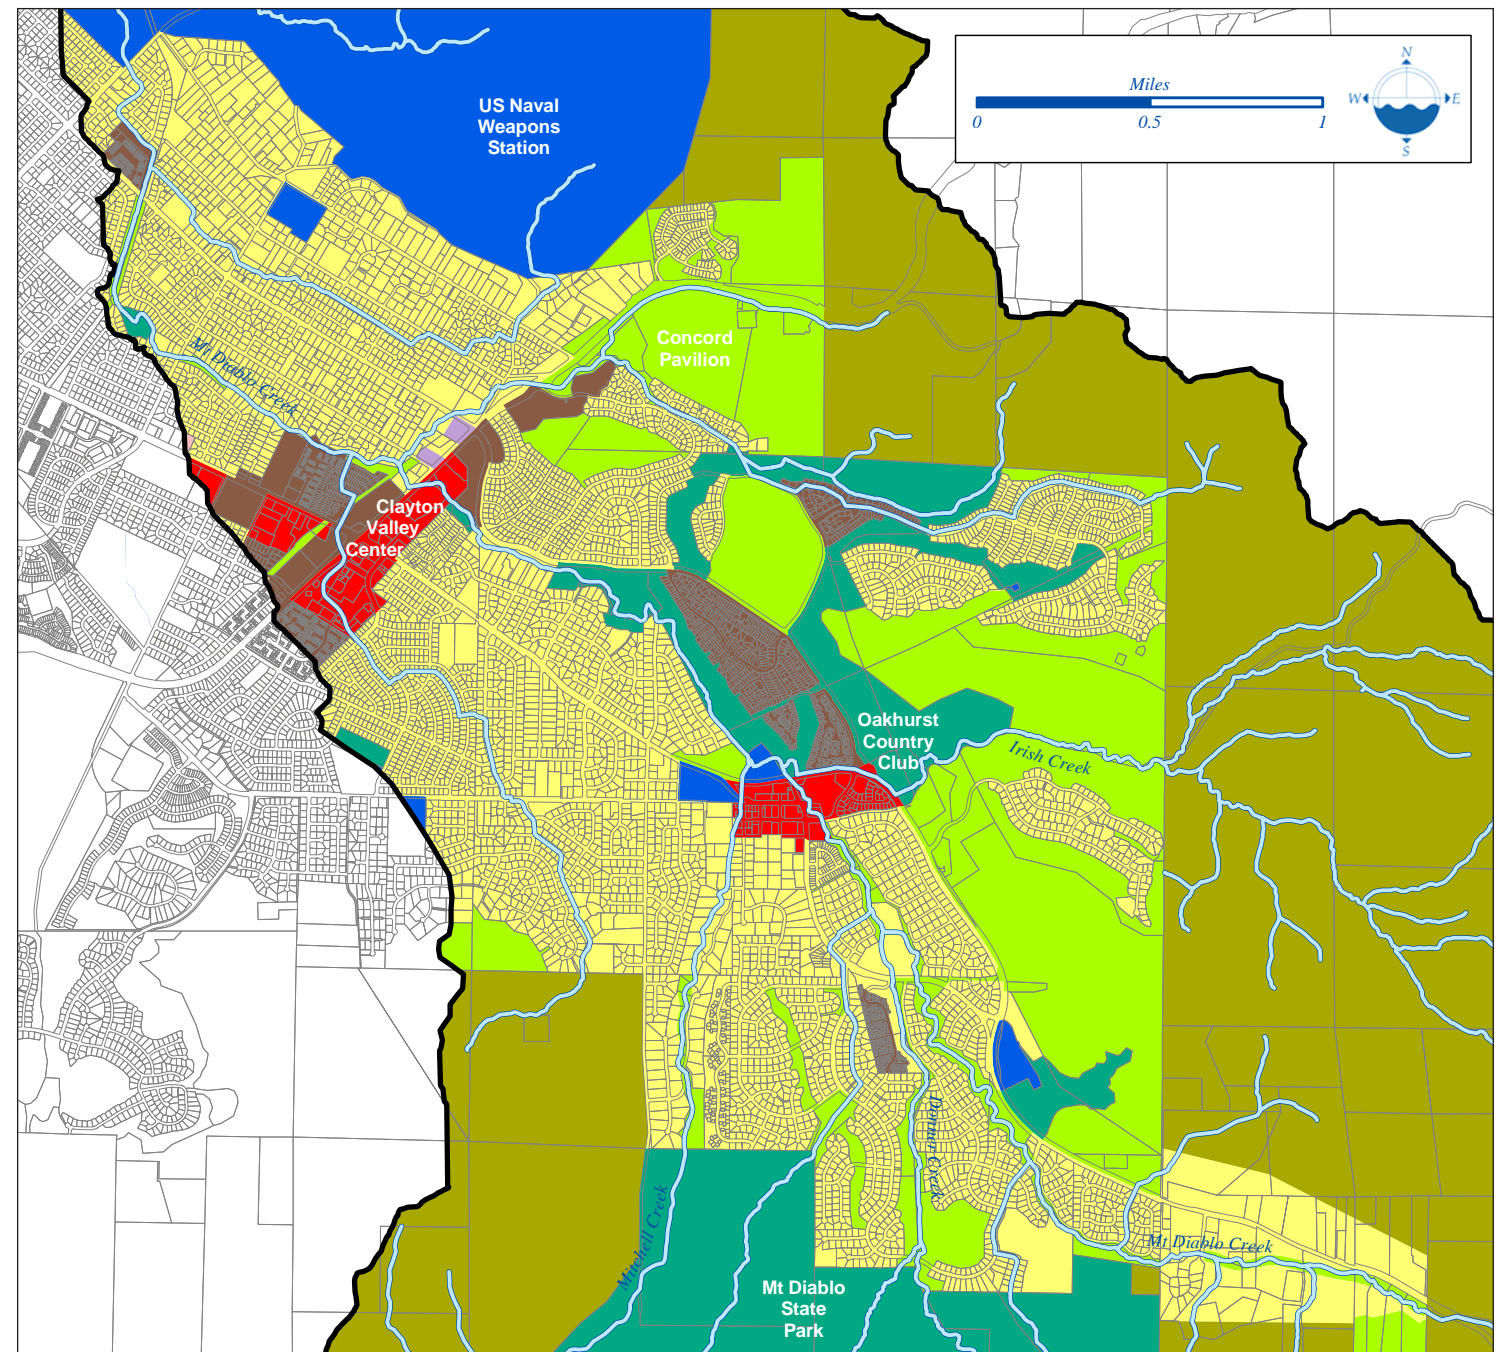 Miles
0 0.5 1
N
W E
S
US Naval
Weapons
Station
Concord
Pavilion
Mt Diablo Creek
Clayton
Valley
Center
Oakhurst
Country
Club
Irish Creek
Donner Creek
Mitchell Creek
Mt Diablo Creek
Mt Diablo
State
Park